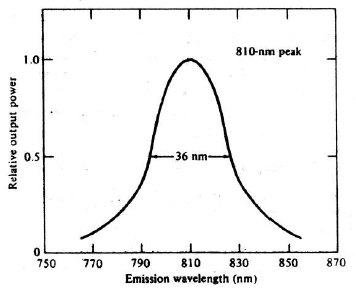 810-nm peak
Relative output power
1.0
0.5
0
36 nm
750 770 790 810 830 850 870
Emission wavelength (nm)